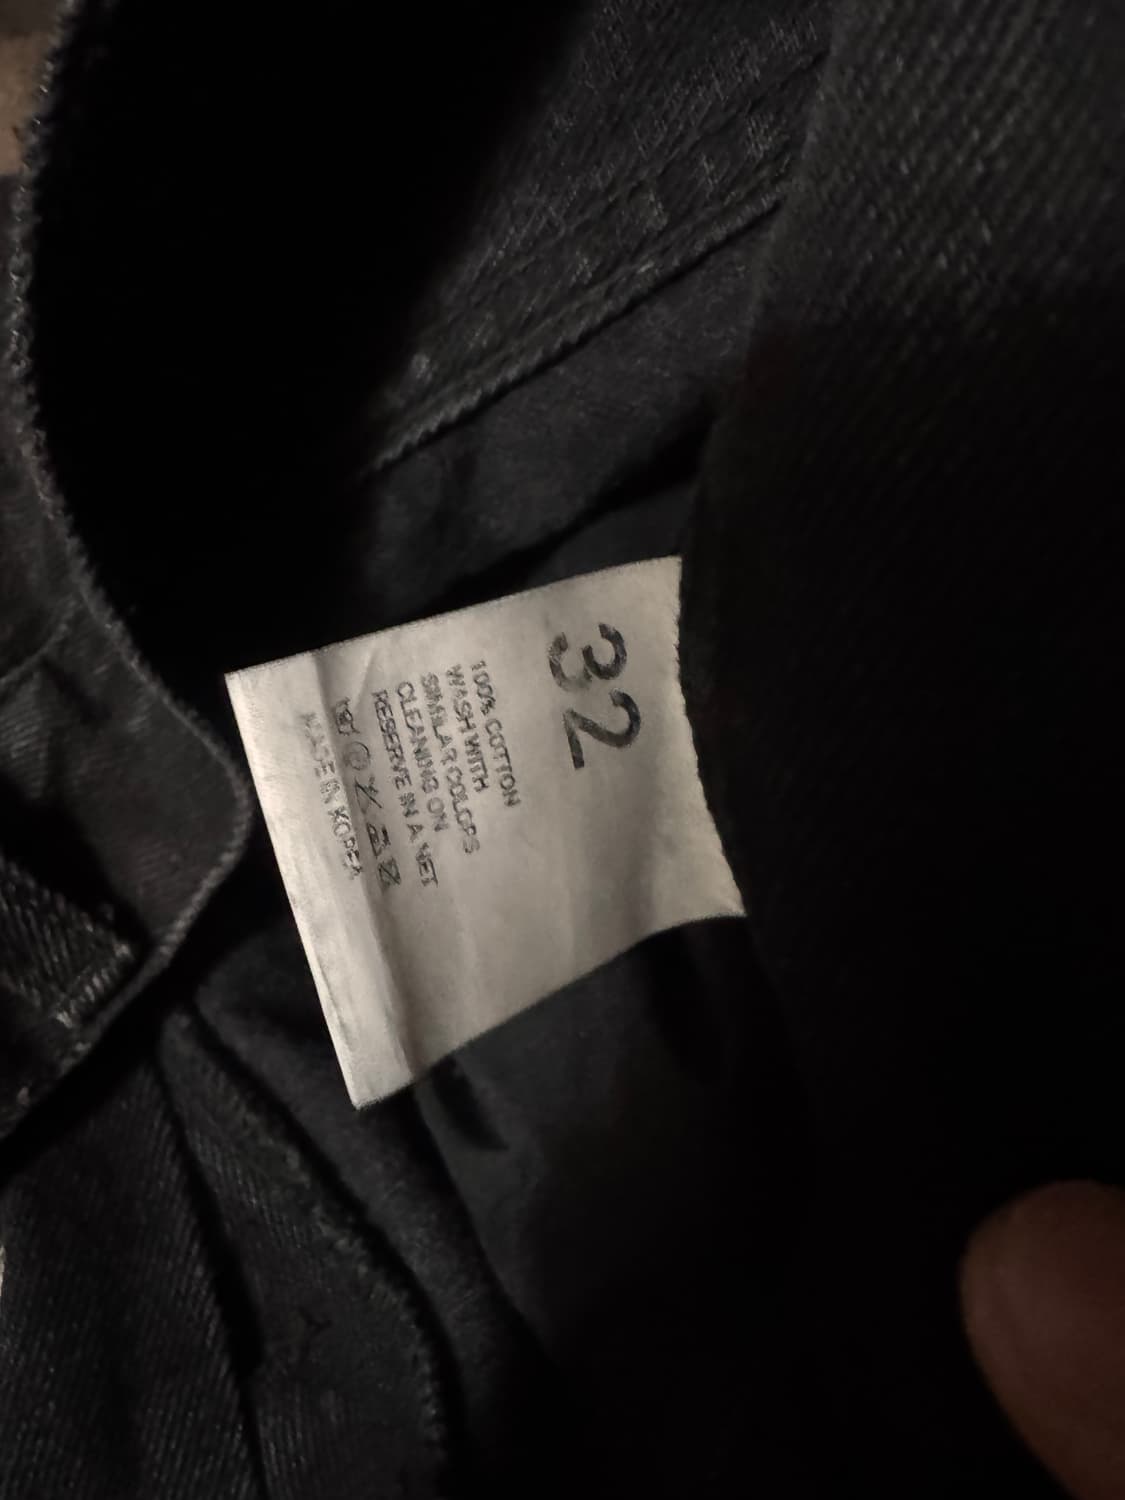 32
100% COTTON
WASH WITH
SIMILAR COLORS
CLEANING ON
RESERVE IN A NET
MADE IN KOREA